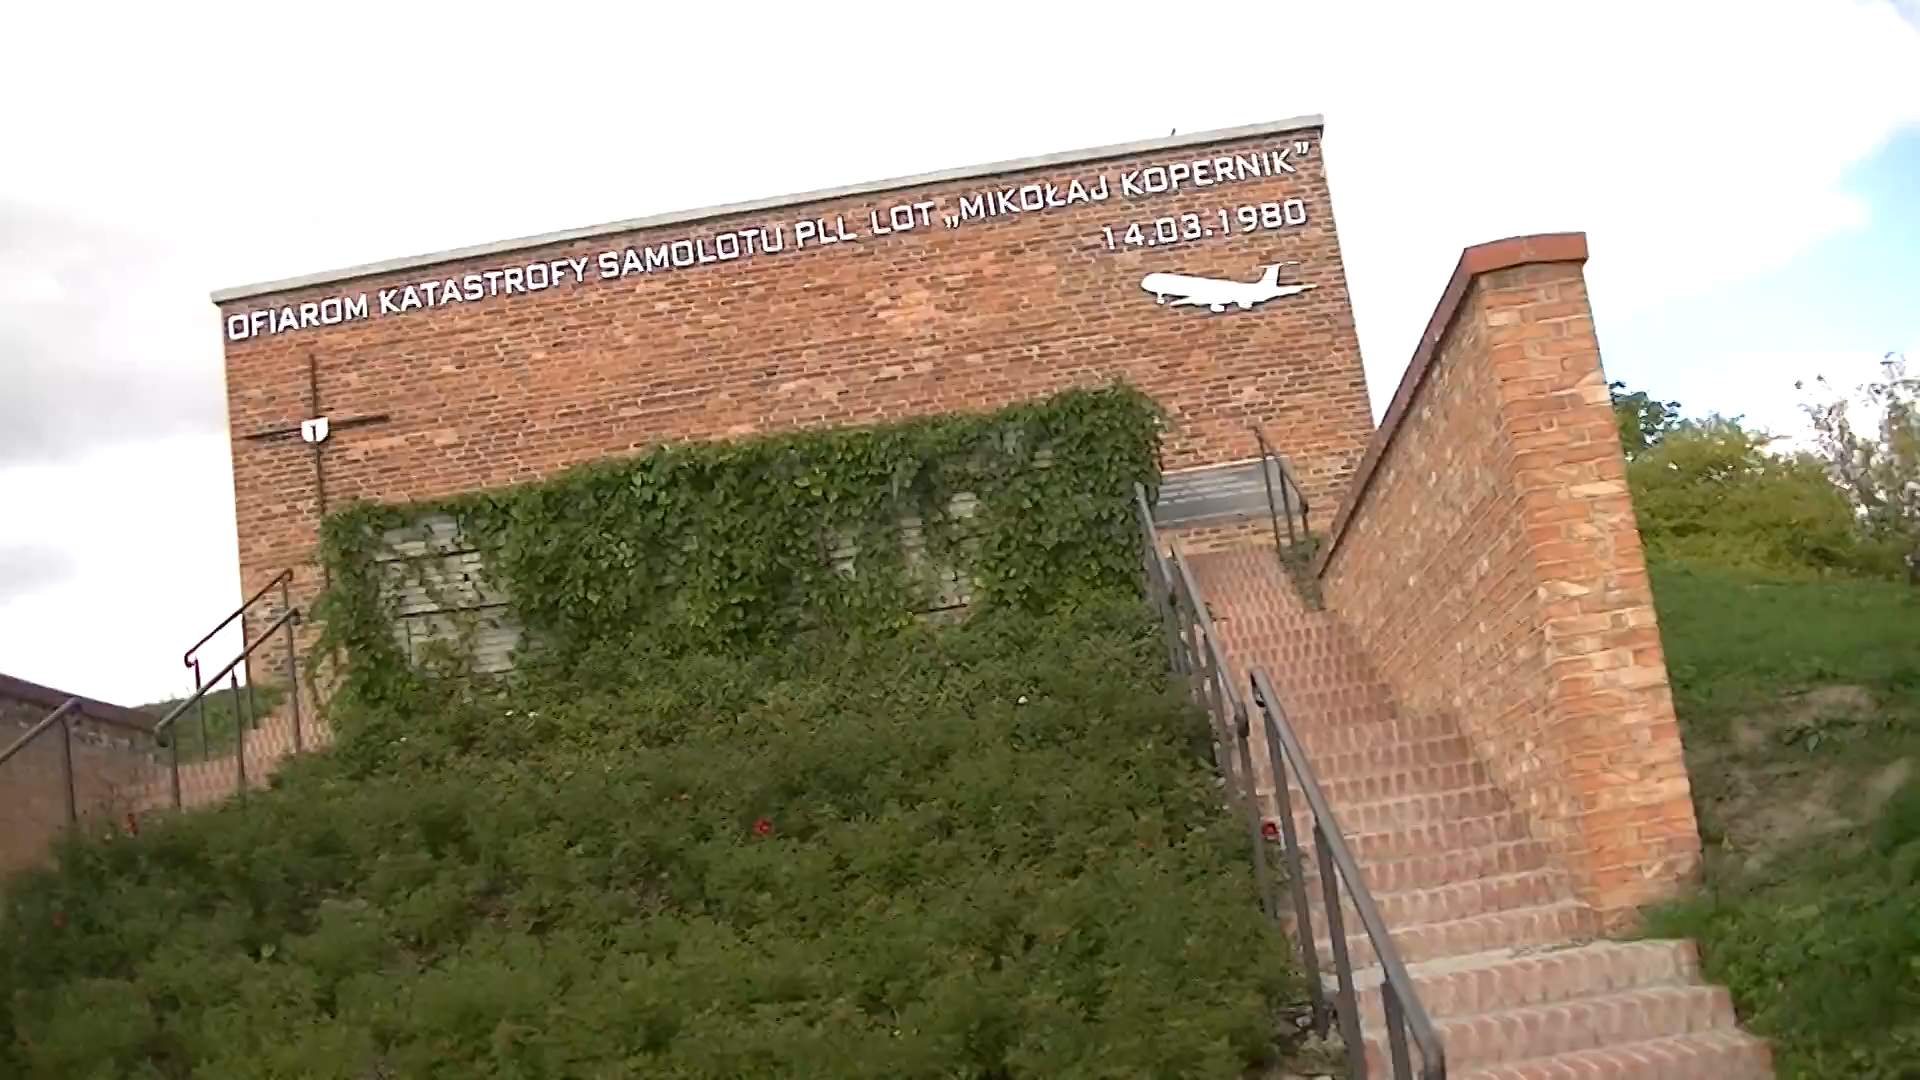 OFIAROM KATASTROFY SAMOLOTU PLL LOT „MIKOŁAJ KOPERNIK”
14.03.1980